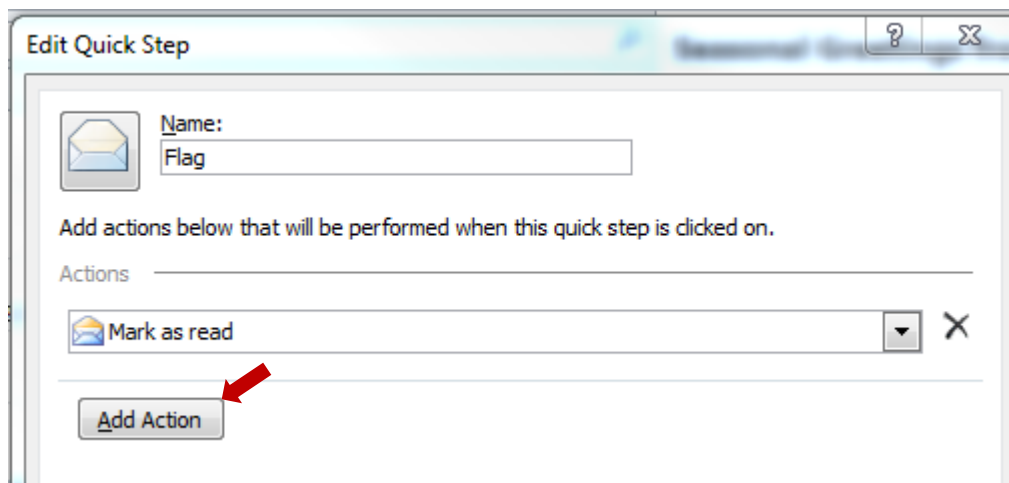 Edit Quick Step
Name:
Flag
Add actions below that will be performed when this quick step is clicked on.
Actions
Mark as read
Add Action